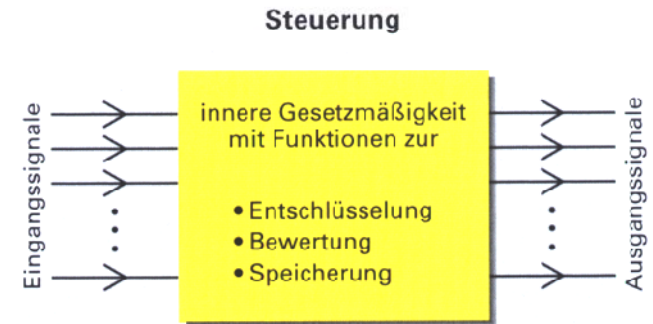 Steuerung
Eingangssignale
innere Gesetzmäßigkeit
mit Funktionen zur
• Entschlüsselung
• Bewertung
• Speicherung
Ausgangssignale